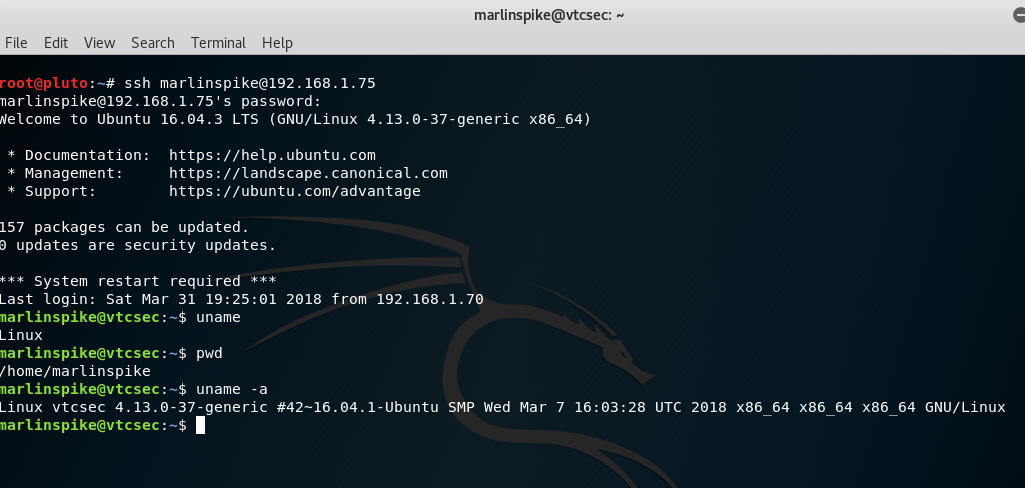 marlinspike@vtcsec: ~
File Edit View Search Terminal Help
root@pluto:~# ssh marlinspike@192.168.1.75
marlinspike@192.168.1.75's password:
Welcome to Ubuntu 16.04.3 LTS (GNU/Linux 4.13.0-37-generic x86_64)
* Documentation:  https://help.ubuntu.com
* Management:     https://landscape.canonical.com
* Support:        https://ubuntu.com/advantage
157 packages can be updated.
0 updates are security updates.
*** System restart required ***
Last login: Sat Mar 31 19:25:01 2018 from 192.168.1.70
marlinspike@vtcsec:~$ uname
Linux
marlinspike@vtcsec:~$ pwd
/home/marlinspike
marlinspike@vtcsec:~$ uname -a
Linux vtcsec 4.13.0-37-generic #42~16.04.1-Ubuntu SMP Wed Mar 7 16:03:28 UTC 2018 x86_64 x86_64 x86_64 GNU/Linux
marlinspike@vtcsec:~$